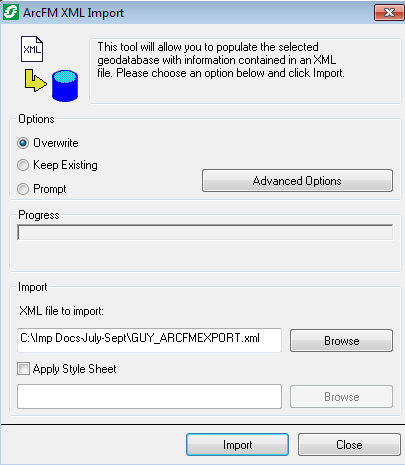 ArcFM XML Import
XML
This tool will allow you to populate the selected
geodatabase with information contained in an XML
file. Please choose an option below and click Import.
Options
Overwrite
Keep Existing
Prompt
Advanced Options
Progress
Import
XML file to import:
C:\Imp Docs-July-Sept\GUY_ARCFMEXPORT.xml
Browse
Apply Style Sheet
Browse
Import
Close